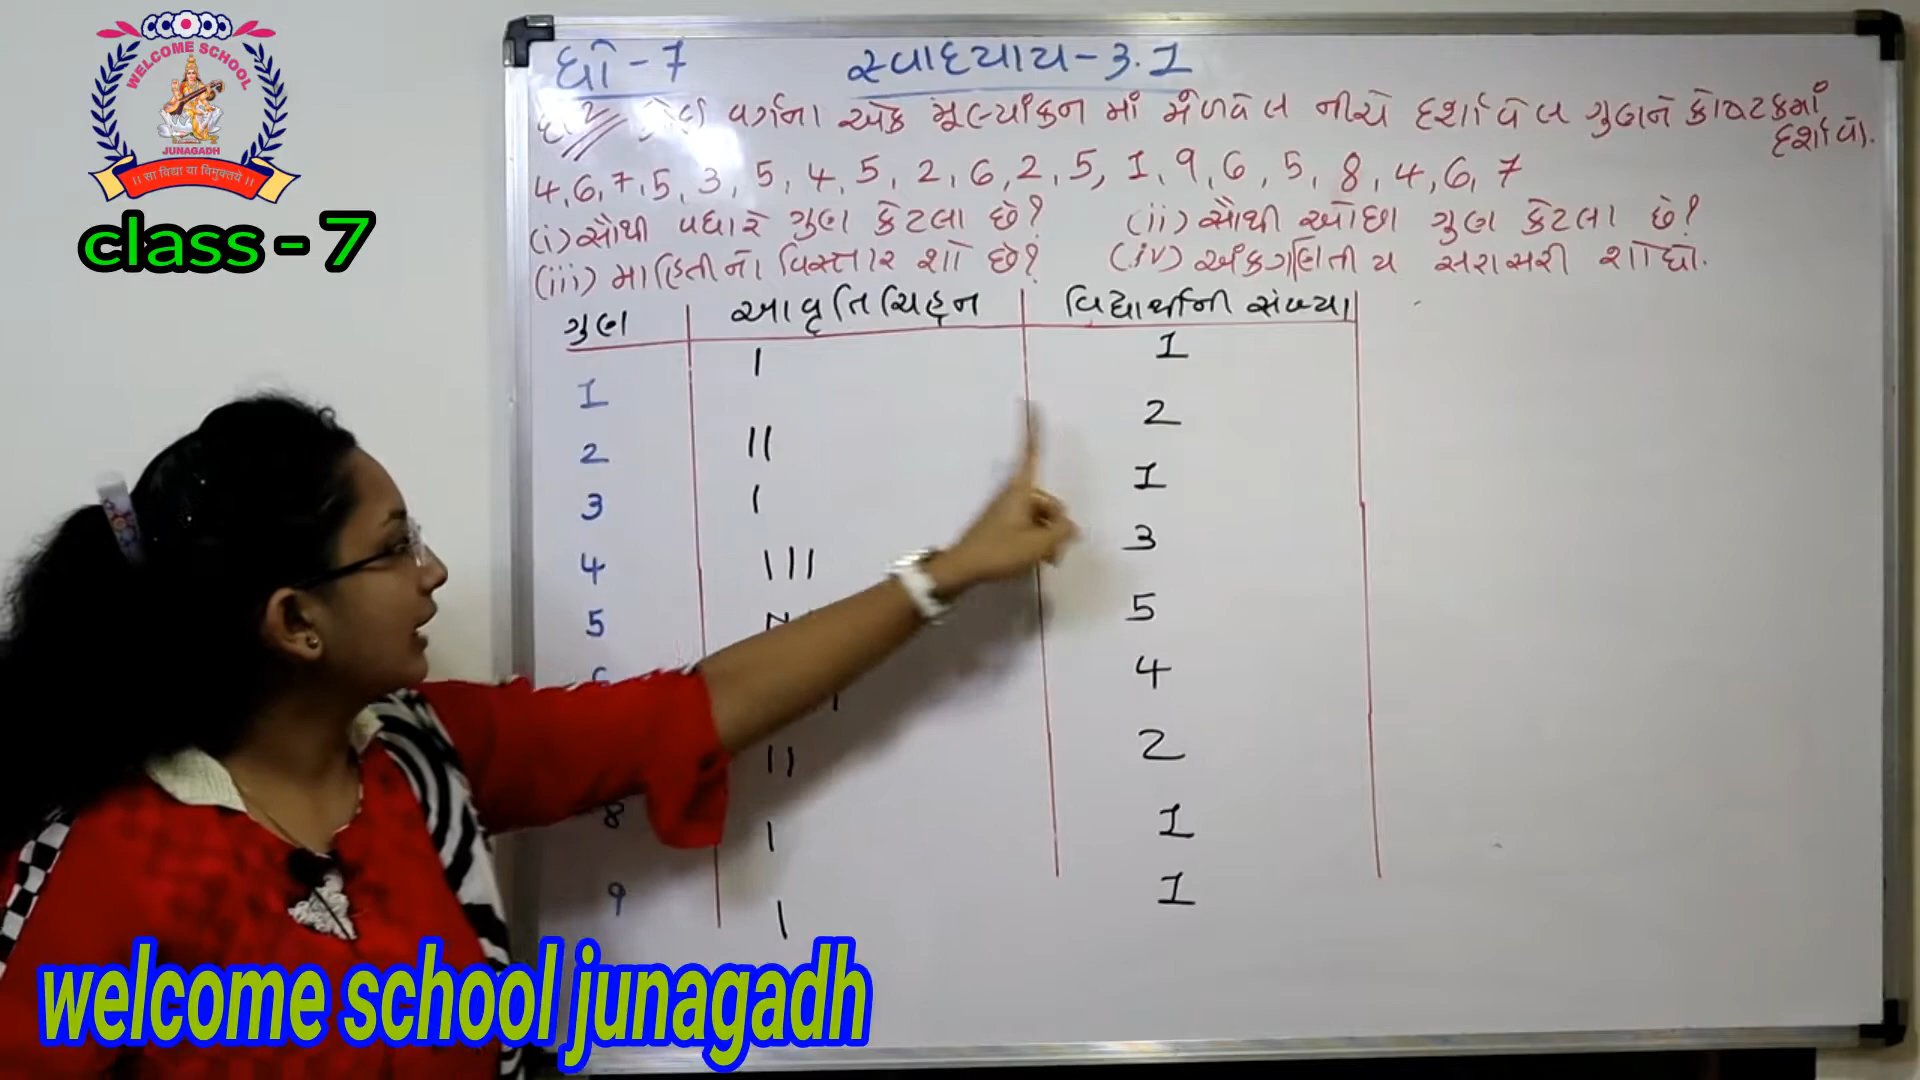 WELCOME SCHOOL
JUNAGADH
।। सा विद्या या विमुक्तये ।।
class - 7
ધો - 7 સ્વાધ્યાય - 3.1
વર્ગના એક મૂલ્યાંકન માં મેળવેલ નીચે દર્શાવેલ ગુણને કોષ્ટકમાં
દર્શાવો.
4, 6, 7, 5, 3, 5, 4, 5, 2, 6, 2, 5, 1, 9, 6, 5, 8, 4, 6, 7
(i) સૌથી વધારે ગુણ કેટલા છે? (ii) સૌથી ઓછા ગુણ કેટલા છે?
(iii) માહિતીનો વિસ્તાર શો છે? (iv) અંકગણિતીય સરાસરી શોધો.
ગુણ આવૃતિ ચિહ્ન વિદ્યાર્થીની સંખ્યા
1 | 1
2 || 2
3 | 1
4 ||| 3
5 5
4
|| 2
8 | 1
9 | 1
welcome school junagadh